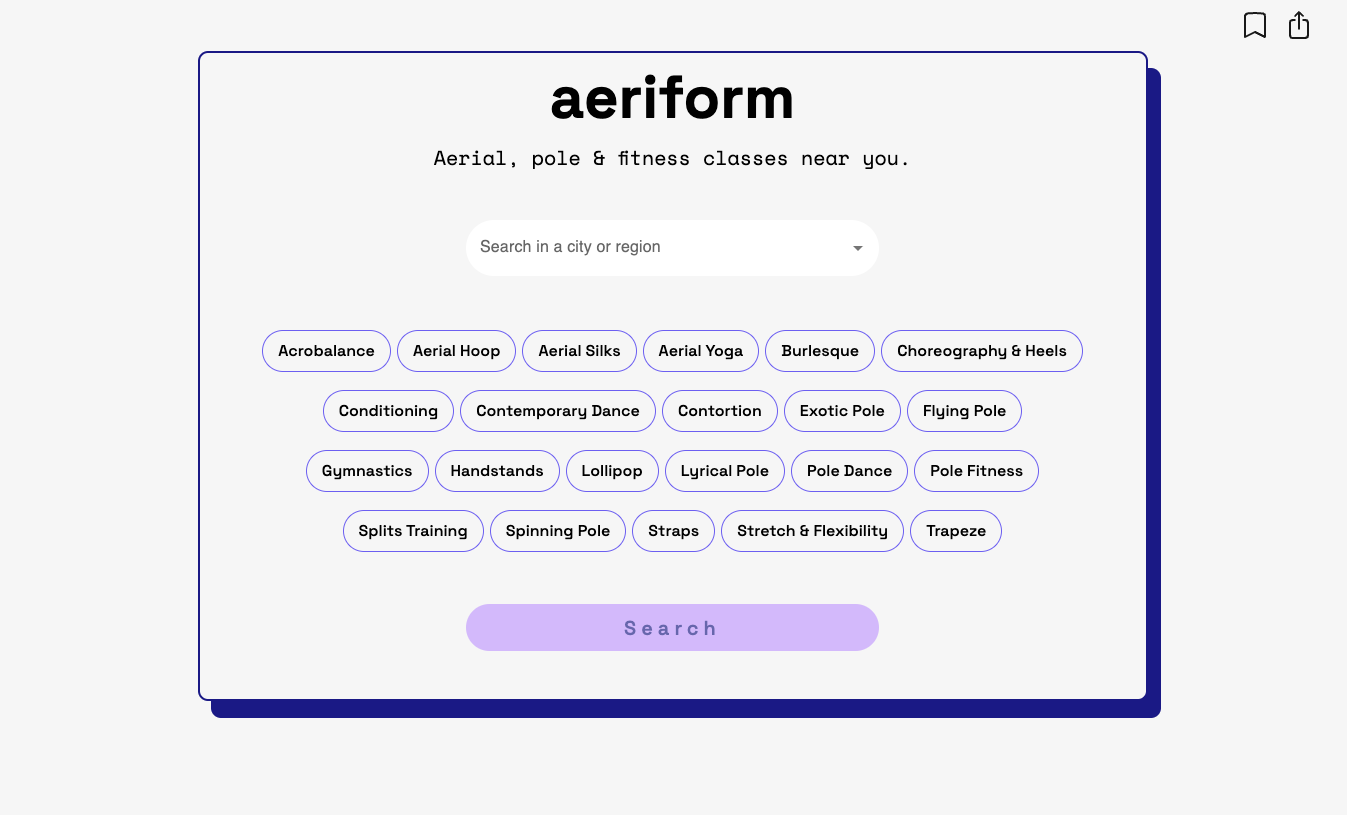 aeriform
Aerial, pole & fitness classes near you.
Search in a city or region
Acrobalance Aerial Hoop Aerial Silks Aerial Yoga Burlesque Choreography & Heels
Conditioning Contemporary Dance Contortion Exotic Pole Flying Pole
Gymnastics Handstands Lollipop Lyrical Pole Pole Dance Pole Fitness
Splits Training Spinning Pole Straps Stretch & Flexibility Trapeze
Search